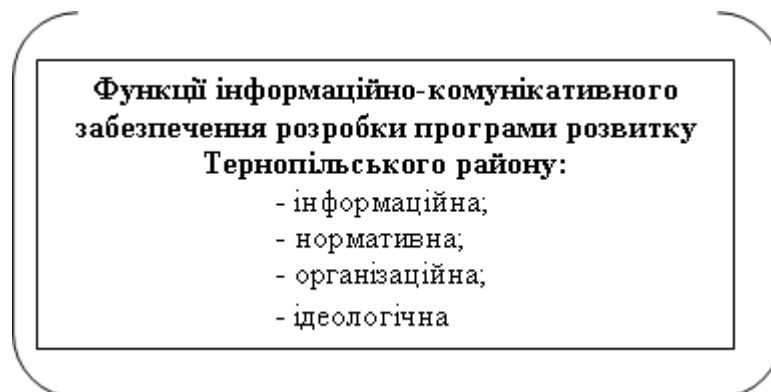 Функції інформаційно-комунікативного
забезпечення розробки програми розвитку
Тернопільського району:
- інформаційна;
- нормативна;
- організаційна;
- ідеологічна